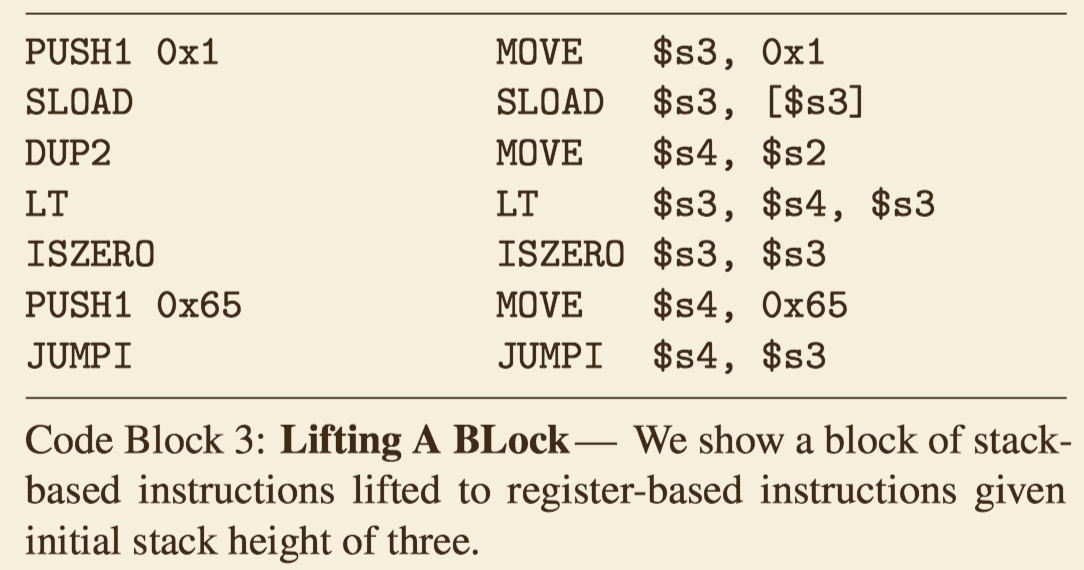 PUSH1 0x1 MOVE $s3, 0x1
SLOAD SLOAD $s3, [$s3]
DUP2 MOVE $s4, $s2
LT LT $s3, $s4, $s3
ISZERO ISZERO $s3, $s3
PUSH1 0x65 MOVE $s4, 0x65
JUMPI JUMPI $s4, $s3
Code Block 3: Lifting A BLock— We show a block of stack-
based instructions lifted to register-based instructions given
initial stack height of three.